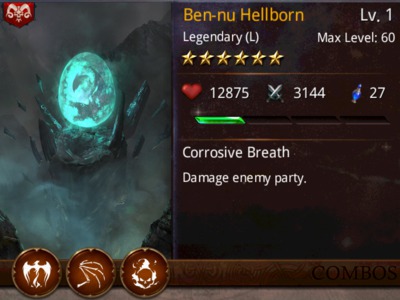 Ben-nu Hellborn Lv. 1
Legendary (L) Max Level: 60
12875 3144 27
Corrosive Breath
Damage enemy party.
COMBOS